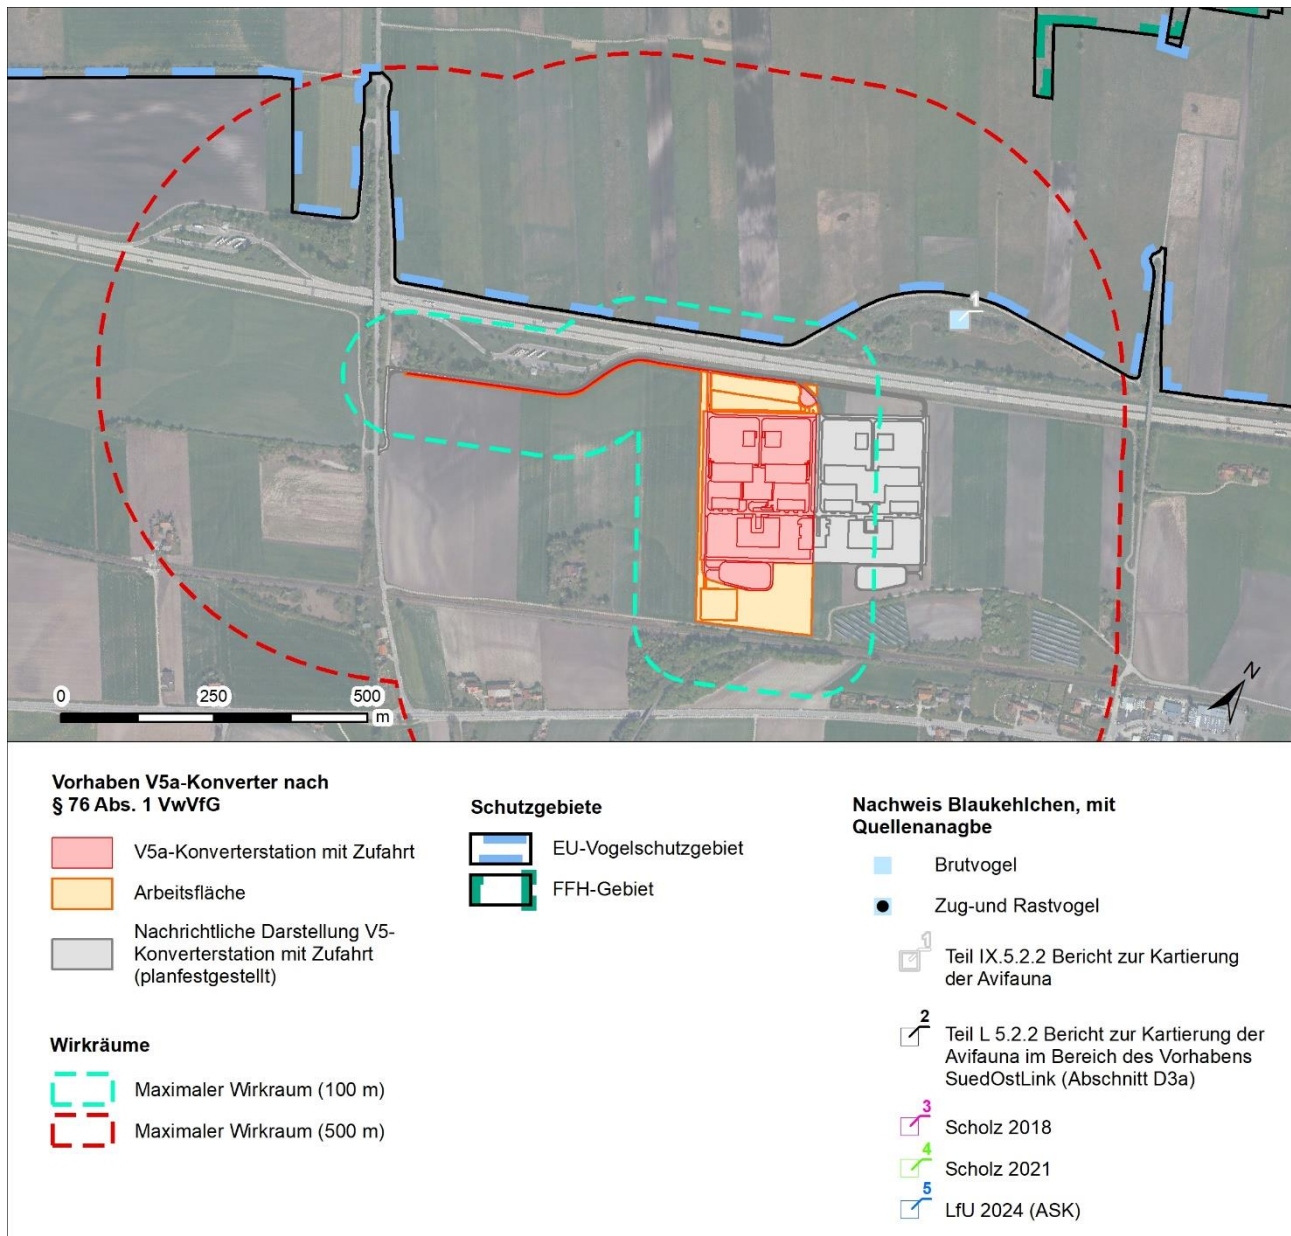 1
N
0
250
500
m
Vorhaben V5a-Konverter nach
§ 76 Abs. 1 VwVfG
V5a-Konverterstation mit Zufahrt
Arbeitsfläche
Nachrichtliche Darstellung V5-
Konverterstation mit Zufahrt
(planfestgestellt)
Wirkräume
Maximaler Wirkraum (100 m)
Maximaler Wirkraum (500 m)
Schutzgebiete
EU-Vogelschutzgebiet
FFH-Gebiet
Nachweis Blaukehlchen, mit
Quellenanagbe
Brutvogel
Zug-und Rastvogel
1
Teil IX.5.2.2 Bericht zur Kartierung
der Avifauna
2
Teil L 5.2.2 Bericht zur Kartierung der
Avifauna im Bereich des Vorhabens
SuedOstLink (Abschnitt D3a)
3
Scholz 2018
4
Scholz 2021
5
LfU 2024 (ASK)